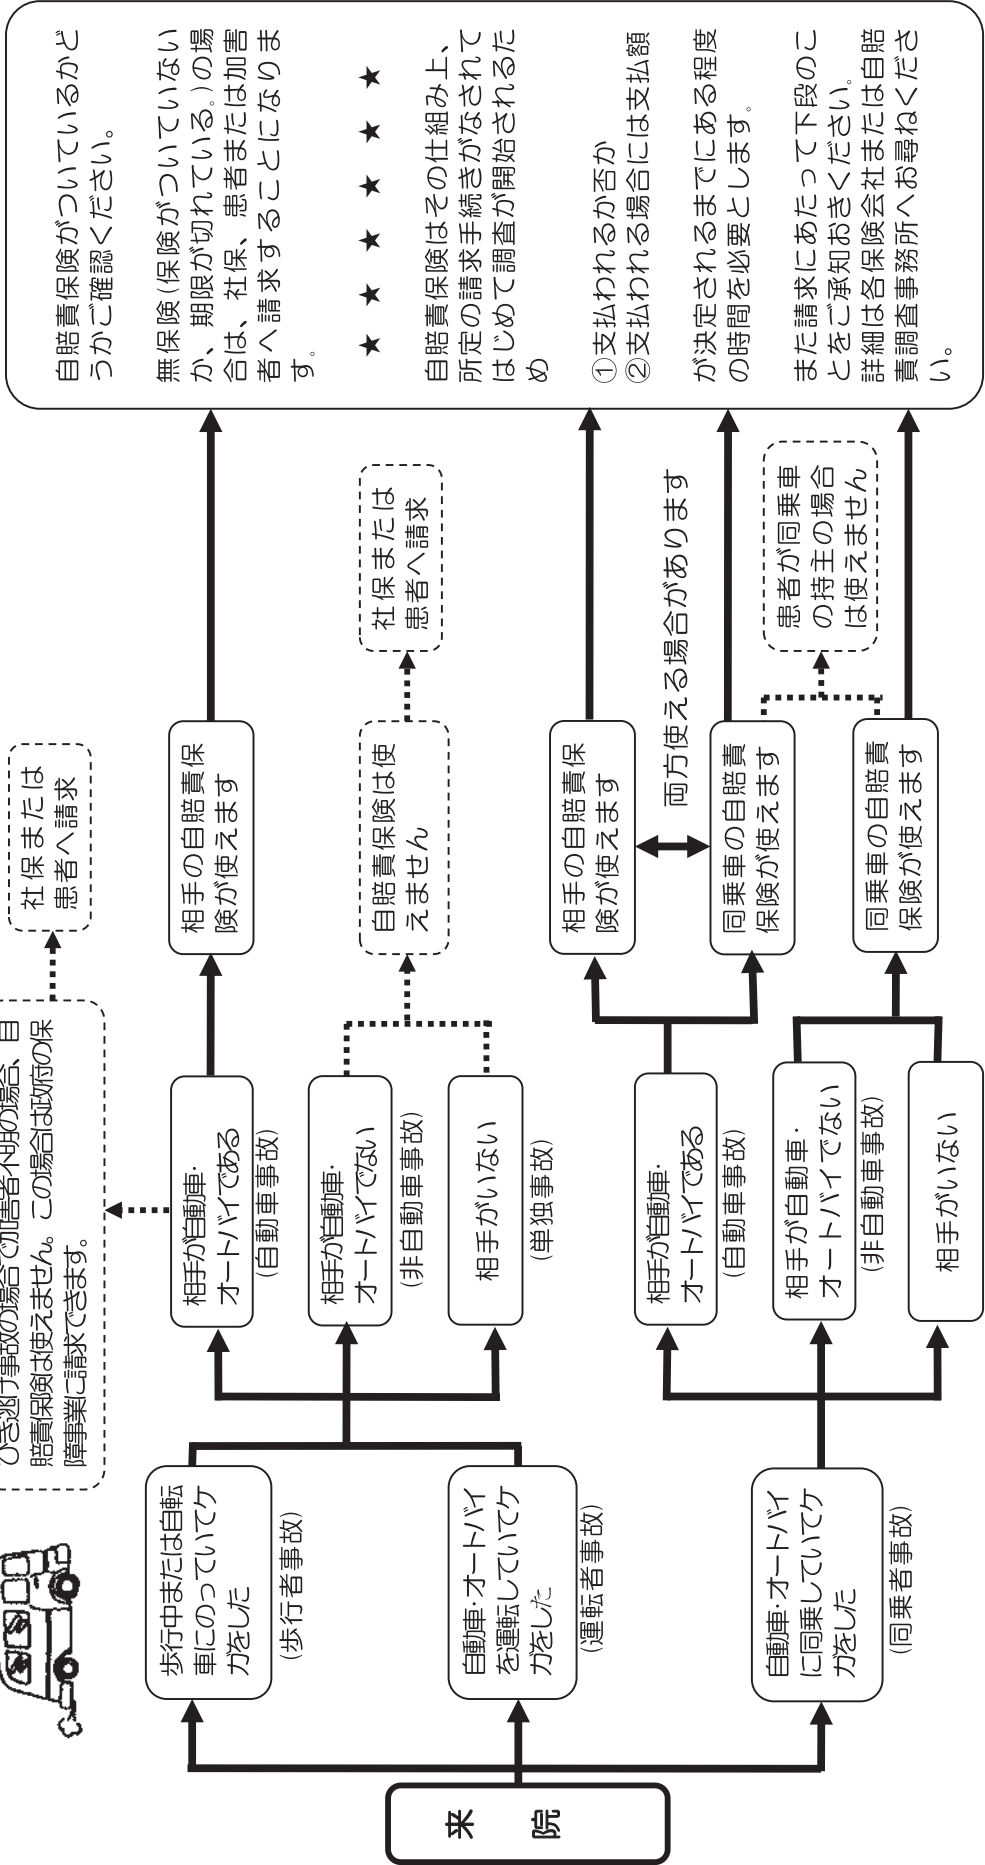 来　院
歩行中または自転
車にのっていてケ
ガをした
(歩行者事故)
自動車・オートバイ
を運転していてケ
ガをした
(運転者事故)
自動車・オートバイ
に同乗していてケ
ガをした
(同乗者事故)
ひき逃げ事故の場合で加害者不明の場合、自
賠責保険は使えません。この場合は政府の保
障事業に請求できます。
社保または
患者へ請求
相手が自動車・
オートバイである
(自動車事故)
相手が自動車・
オートバイでない
(非自動車事故)
相手がいない
(単独事故)
相手が自動車・
オートバイである
(自動車事故)
相手が自動車・
オートバイでない
(非自動車事故)
相手がいない
相手の自賠責保
険が使えます
自賠責保険は使
えません
社保または
患者へ請求
相手の自賠責保
険が使えます
両方使える場合があります
同乗車の自賠責
保険が使えます
同乗車の自賠責
保険が使えます
患者が同乗車
の持主の場合
は使えません
自賠責保険がついているかど
うかご確認ください。
無保険(保険がついていない
か、期限が切れている。)の場
合は、社保、患者または加害
者へ請求することになりま
す。
★　★　★　★　★　★
自賠責保険はその仕組み上、
所定の請求手続きがなされて
はじめて調査が開始されるた
め
①支払われるか否か
②支払われる場合には支払額
が決定されるまでにある程度
の時間を必要とします。
また請求にあたって下段のこ
とをご承知おきください。
詳細は各保険会社または自賠
責調査事務所へお尋ねくださ
い。